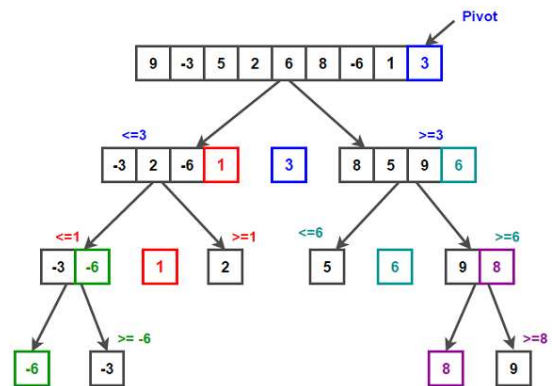 Pivot
9 -3 5 2 6 8 -6 1 3
<=3 >=3
-3 2 -6 1 3 8 5 9 6
<=1 >=1 <=6 >=6
-3 -6 1 2 5 6 9 8
>= -6 >=8
-6 -3 8 9